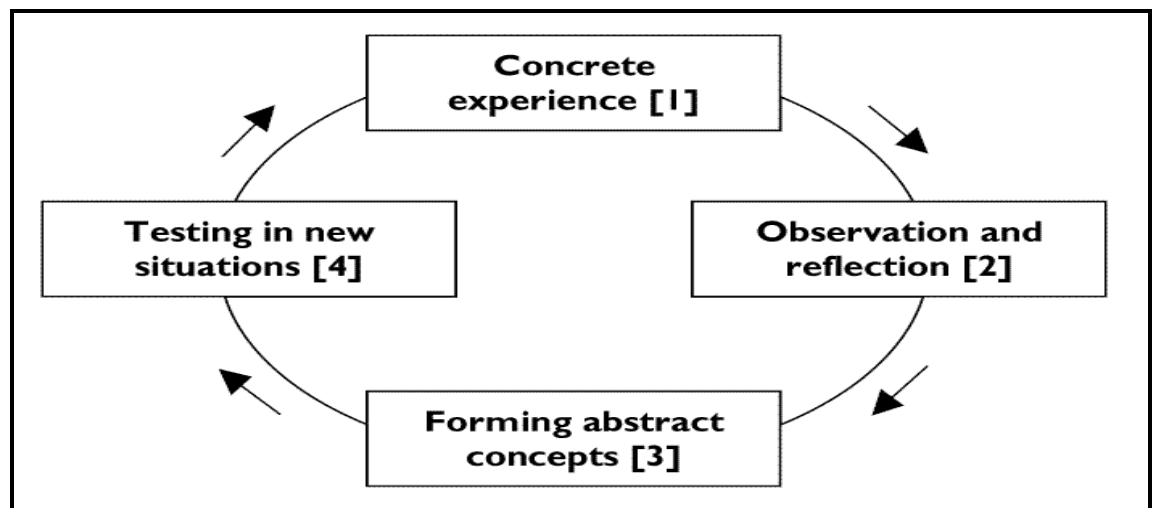 Concrete
experience [1]
Observation and
reflection [2]
Forming abstract
concepts [3]
Testing in new
situations [4]